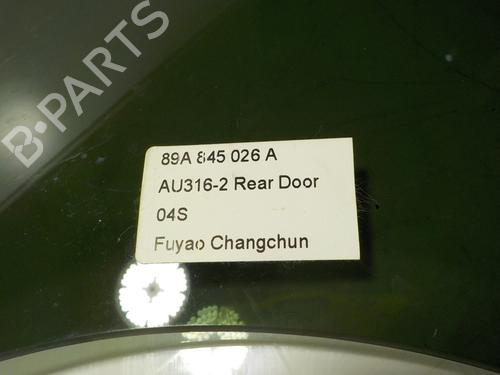 B-PARTS
89A 845 026 A
AU316-2 Rear Door
04S
Fuyao Changchun